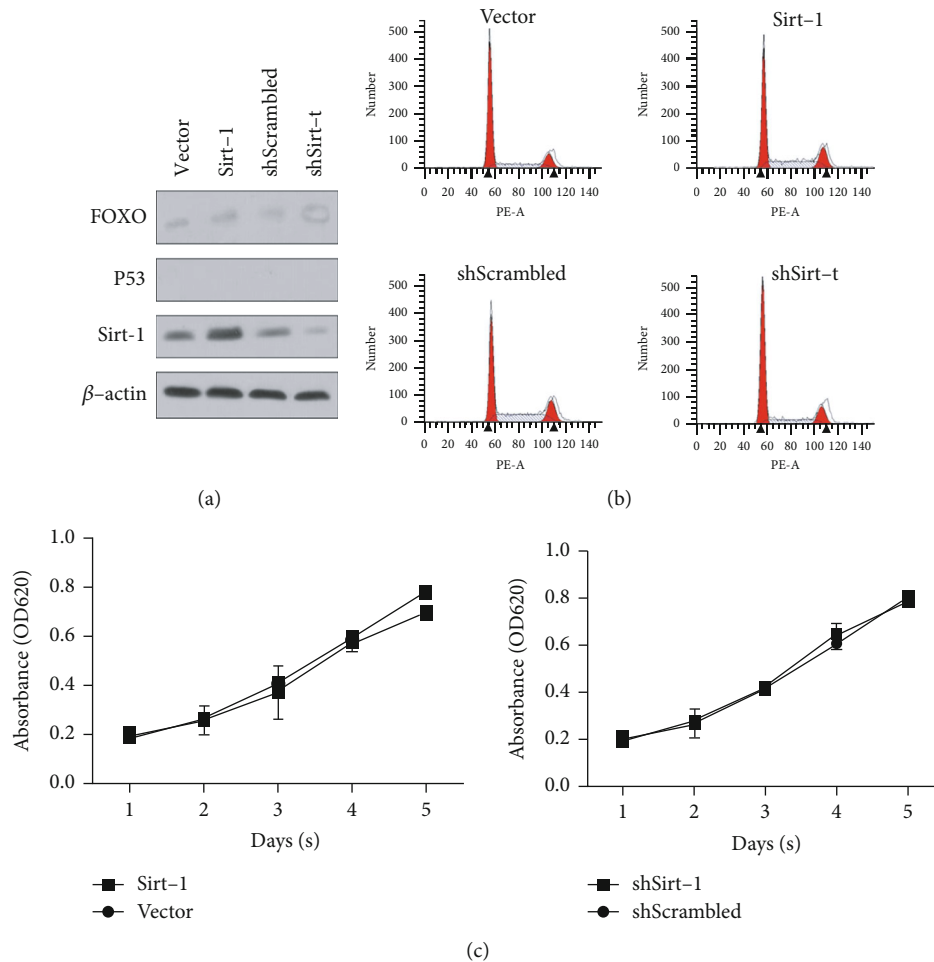 Vector
Sirt–1
shScrambled
shSirt–t
FOXO
P53
Sirt-1
β–actin
(a)
Vector
500
400
300
200
100
0
Number
0 20 40 60 80 100 120 140
PE-A
Sirt–1
500
400
300
200
100
0
Number
0 20 40 60 80 100 120 140
PE-A
shScrambled
500
400
300
200
100
0
Number
0 20 40 60 80 100 120 140
PE-A
shSirt–t
500
400
300
200
100
0
Number
0 20 40 60 80 100 120 140
PE-A
(b)
1.0
0.8
0.6
0.4
0.2
0.0
Absorbance (OD620)
1 2 3 4 5
Days (s)
Sirt–1
Vector
1.0
0.8
0.6
0.4
0.2
0.0
Absorbance (OD620)
1 2 3 4 5
Days (s)
shSirt–1
shScrambled
(c)